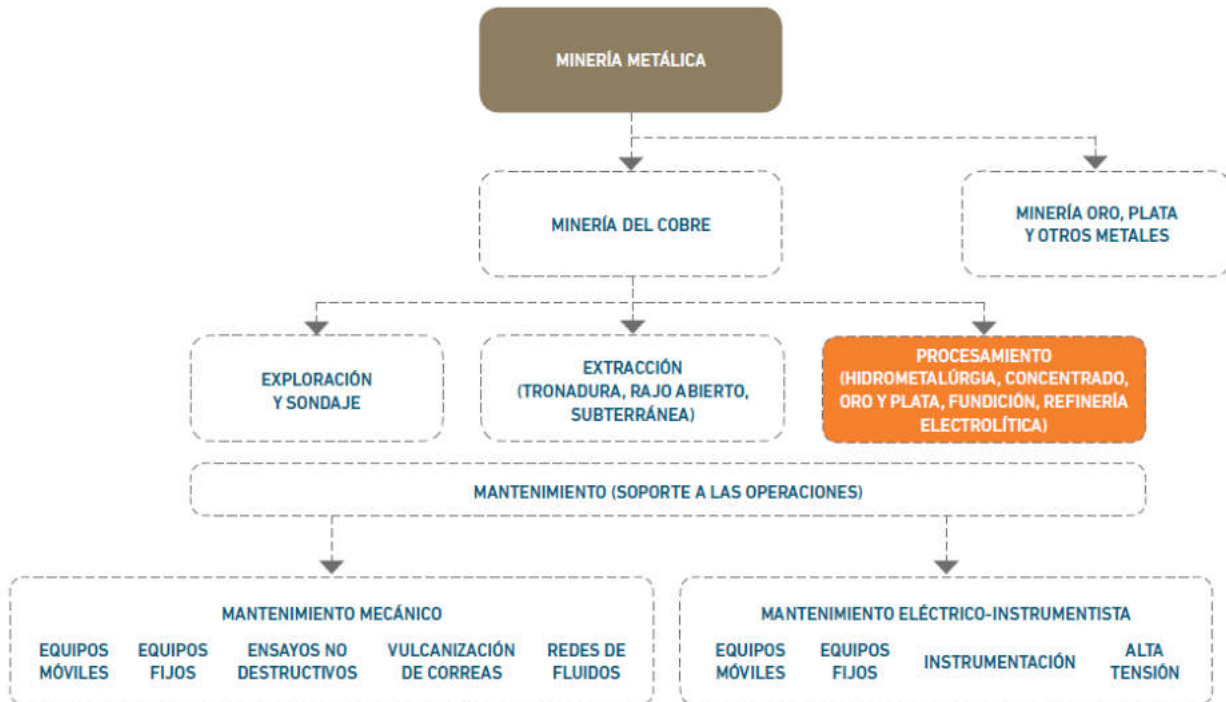 MINERÍA METÁLICA
MINERÍA DEL COBRE
MINERÍA ORO, PLATA
Y OTROS METALES
EXPLORACIÓN
Y SONDAJE
EXTRACCIÓN
(TRONADURA, RAJO ABIERTO,
SUBTERRÁNEA)
PROCESAMIENTO
(HIDROMETALÚRGIA, CONCENTRADO,
ORO Y PLATA, FUNDICIÓN, REFINERÍA
ELECTROLÍTICA)
MANTENIMIENTO (SOPORTE A LAS OPERACIONES)
MANTENIMIENTO MECÁNICO
EQUIPOS
MÓVILES
EQUIPOS
FIJOS
ENSAYOS NO
DESTRUCTIVOS
VULCANIZACIÓN
DE CORREAS
REDES DE
FLUIDOS
MANTENIMIENTO ELÉCTRICO-INSTRUMENTISTA
EQUIPOS
MÓVILES
EQUIPOS
FIJOS
INSTRUMENTACIÓN
ALTA
TENSIÓN